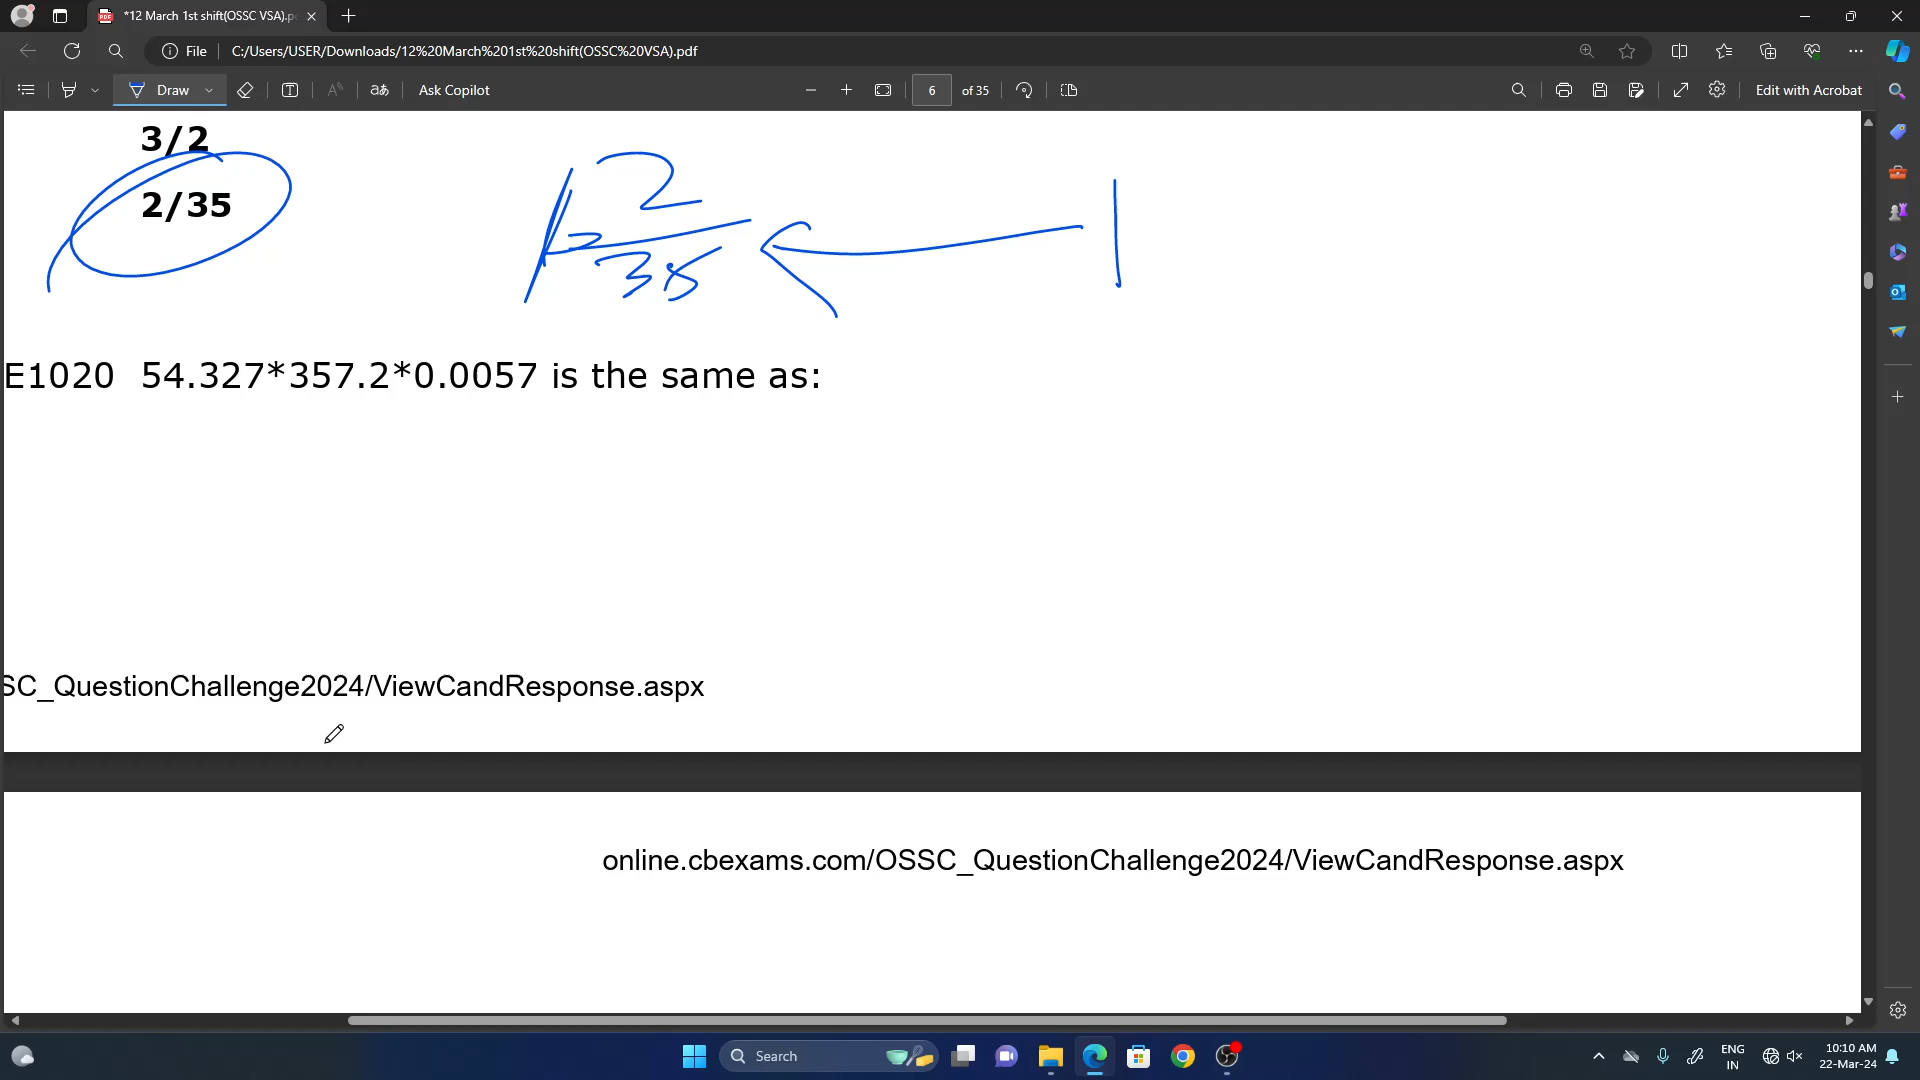 *12 March 1st shift(OSSC VSA).p
File
C:/Users/USER/Downloads/12%20March%201st%20shift(OSSC%20VSA).pdf
Draw
aあ
Ask Copilot
6 of 35
Edit with Acrobat
3/2
2/35
2
35
1
E1020 54.327*357.2*0.0057 is the same as:
SC_QuestionChallenge2024/ViewCandResponse.aspx
online.cbexams.com/OSSC_QuestionChallenge2024/ViewCandResponse.aspx
Search
ENG
IN
10:10 AM
22-Mar-24